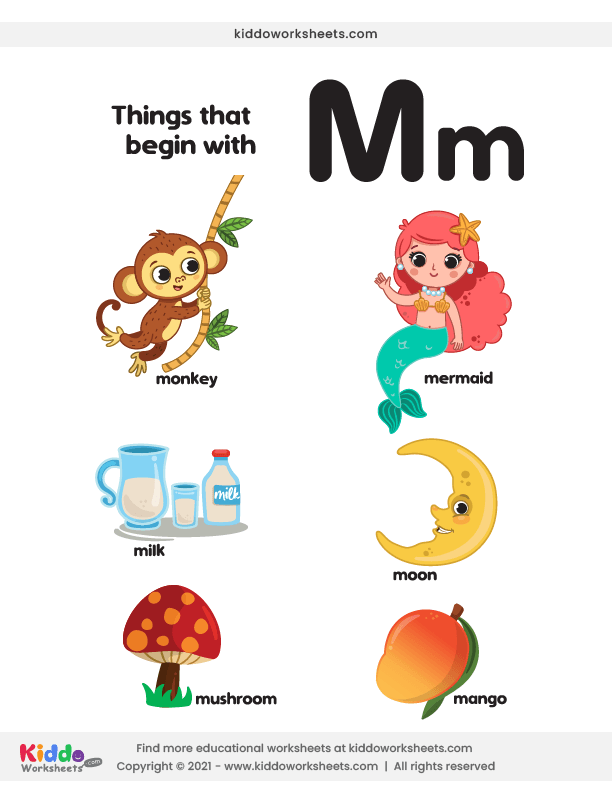 kiddoworksheets.com
Things that
begin with
Mm
monkey
mermaid
milk
milk
moon
mushroom
mango
Kiddo
Worksheets
.com
Find more educational worksheets at kiddoworksheets.com
Copyright © 2021 - www.kiddoworksheets.com | All rights reserved